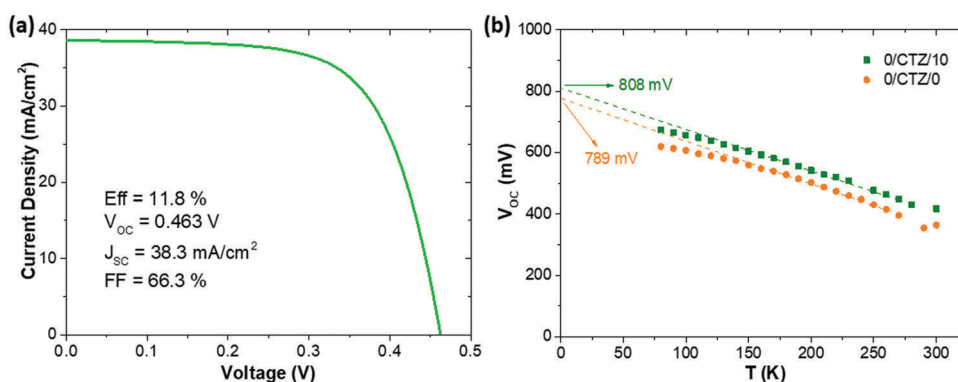 (a)
40
30
20
10
0
Current Density (mA/cm²)
Eff = 11.8 %
V_OC = 0.463 V
J_SC = 38.3 mA/cm²
FF = 66.3 %
0.0 0.1 0.2 0.3 0.4 0.5
Voltage (V)
(b)
1000
800
600
400
200
0
V_OC (mV)
0/CTZ/10
0/CTZ/0
808 mV
789 mV
0 50 100 150 200 250 300
T (K)